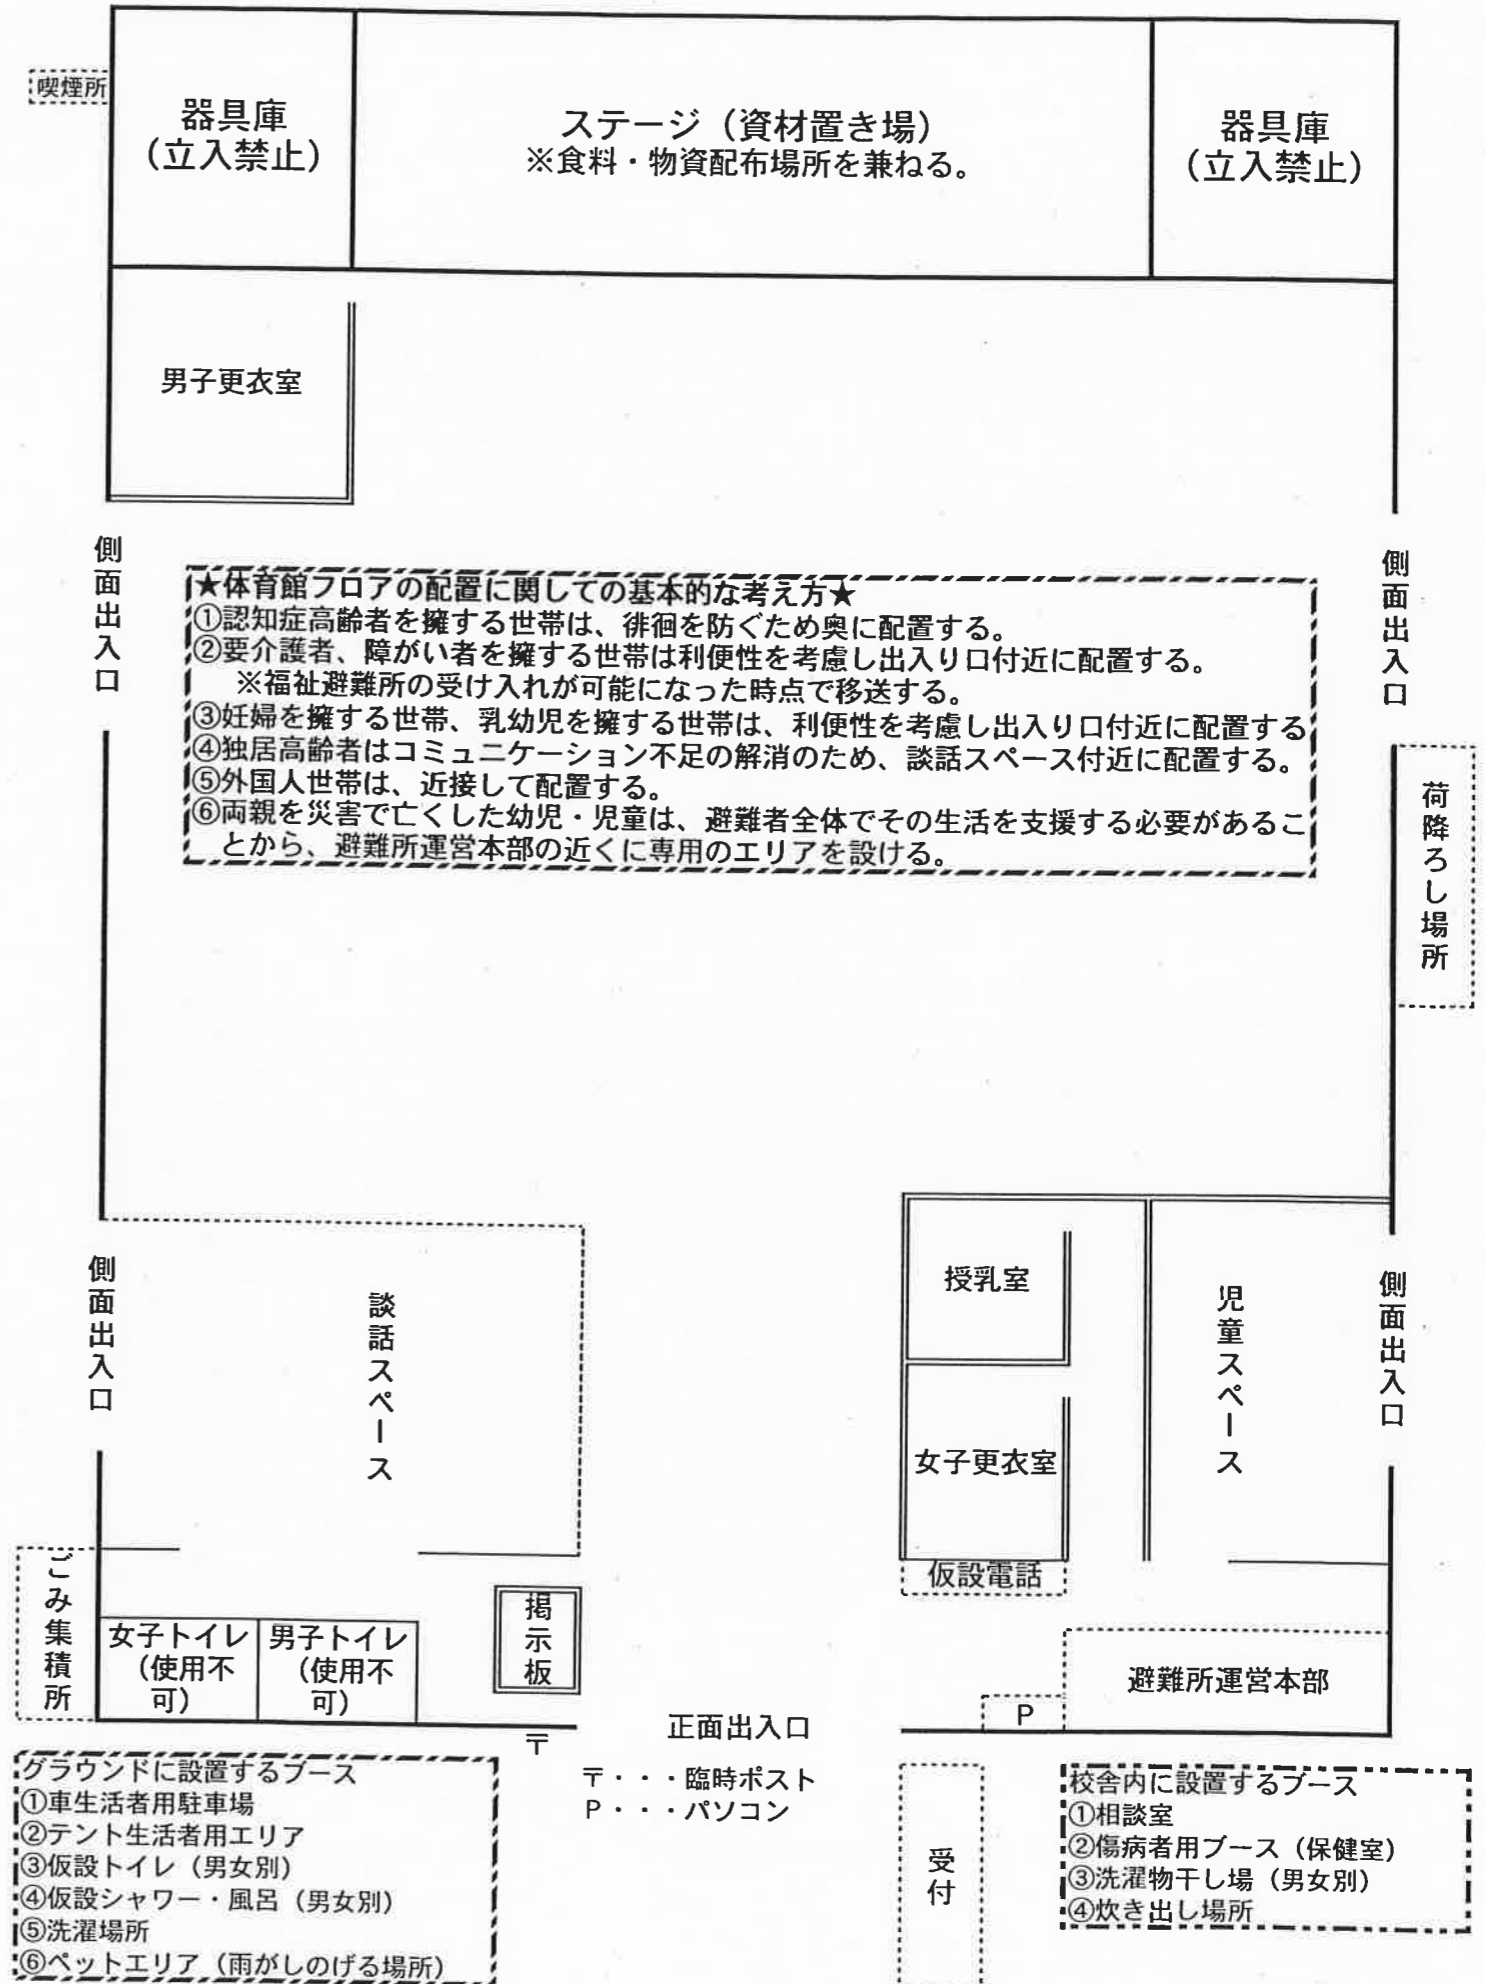 喫煙所
器具庫
（立入禁止）
ステージ（資材置き場）
※食料・物資配布場所を兼ねる。
器具庫
（立入禁止）
男子更衣室
側面出入口
側面出入口
★体育館フロアの配置に関しての基本的な考え方★
①認知症高齢者を擁する世帯は、徘徊を防ぐため奥に配置する。
②要介護者、障がい者を擁する世帯は利便性を考慮し出入り口付近に配置する。
※福祉避難所の受け入れが可能になった時点で移送する。
③妊婦を擁する世帯、乳幼児を擁する世帯は、利便性を考慮し出入り口付近に配置する
④独居高齢者はコミュニケーション不足の解消のため、談話スペース付近に配置する。
⑤外国人世帯は、近接して配置する。
⑥両親を災害で亡くした幼児・児童は、避難者全体でその生活を支援する必要があるこ
とから、避難所運営本部の近くに専用のエリアを設ける。
荷降ろし場所
側面出入口
談話スペース
授乳室
児童スペース
側面出入口
女子更衣室
仮設電話
ごみ集積所
女子トイレ
（使用不
可）
男子トイレ
（使用不
可）
掲示板
避難所運営本部
P
正面出入口
〒
〒・・・臨時ポスト
P・・・パソコン
受付
グラウンドに設置するブース
①車生活者用駐車場
②テント生活者用エリア
③仮設トイレ（男女別）
④仮設シャワー・風呂（男女別）
⑤洗濯場所
⑥ペットエリア（雨がしのげる場所）
校舎内に設置するブース
①相談室
②傷病者用ブース（保健室）
③洗濯物干し場（男女別）
④炊き出し場所